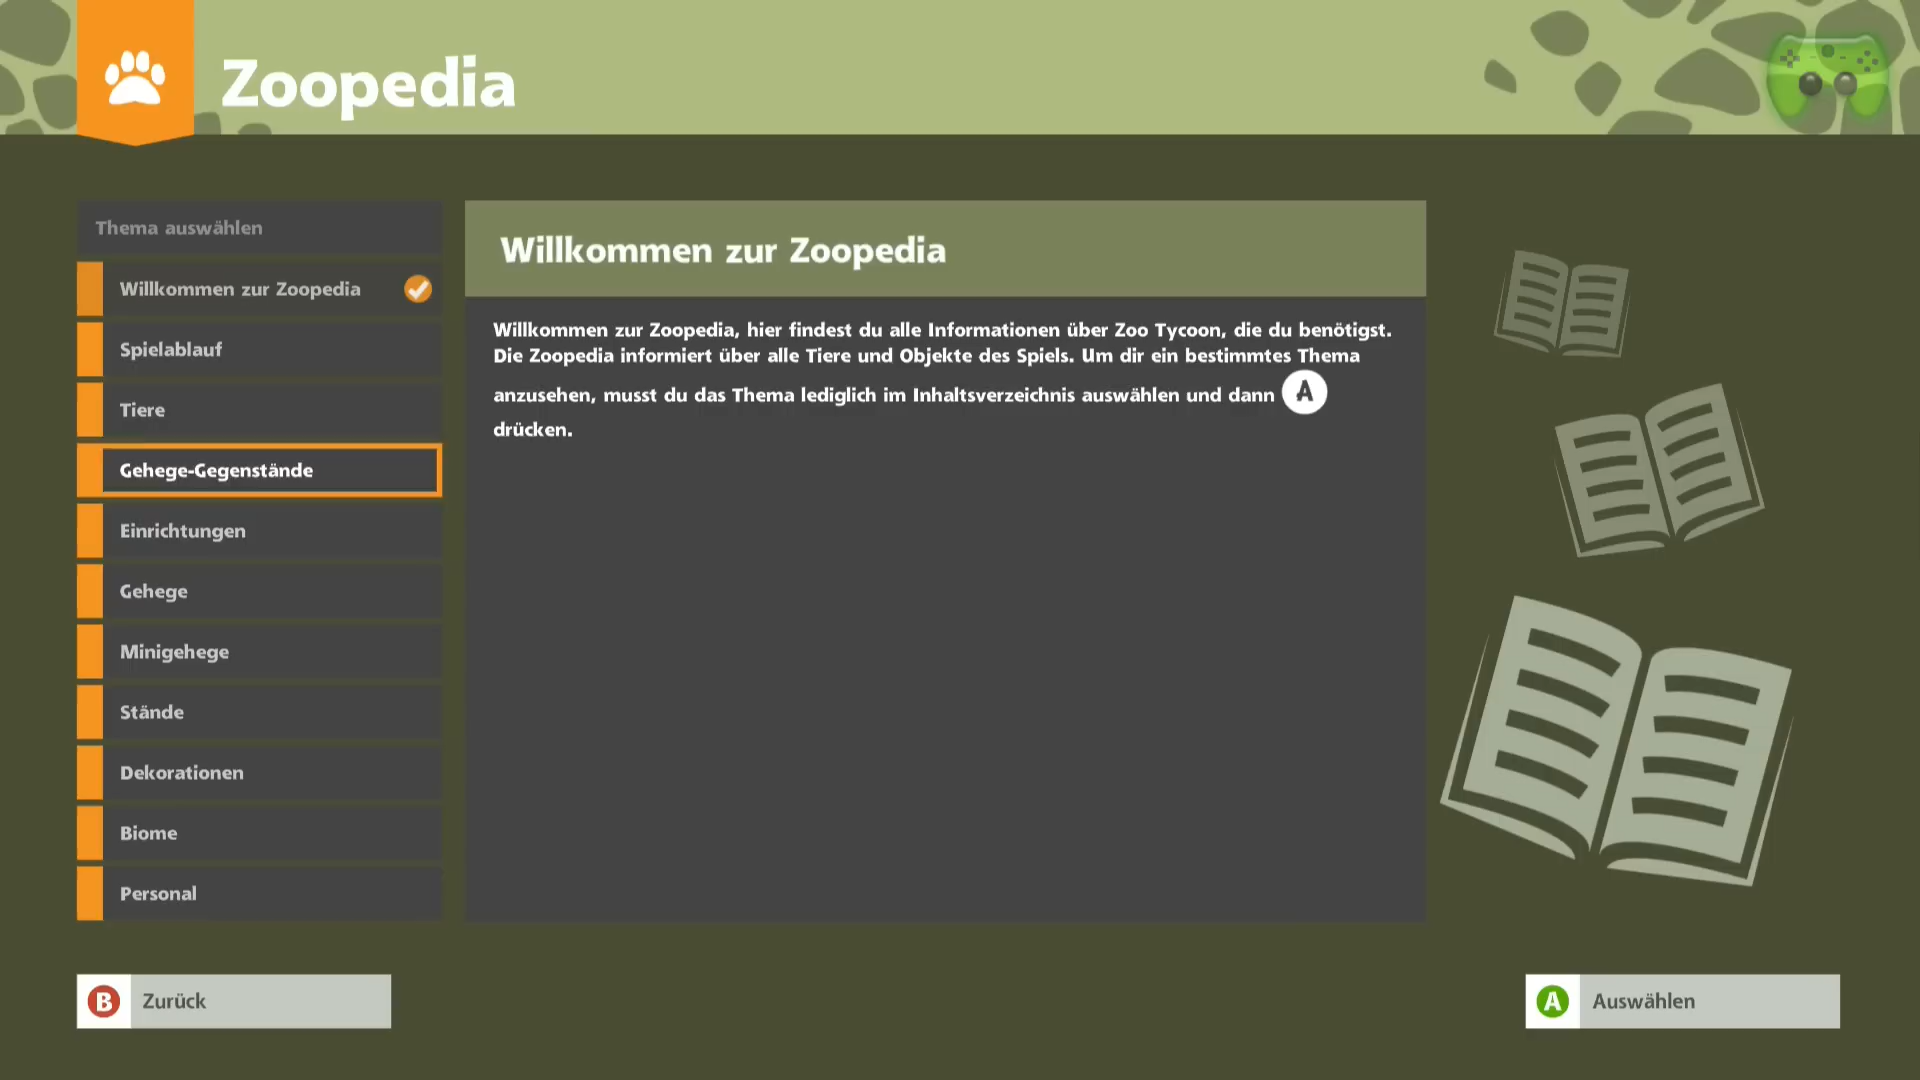 Zoopedia
Thema auswählen
Willkommen zur Zoopedia
Spielablauf
Tiere
Gehege-Gegenstände
Einrichtungen
Gehege
Minigehege
Stände
Dekorationen
Biome
Personal
Willkommen zur Zoopedia
Willkommen zur Zoopedia, hier findest du alle Informationen über Zoo Tycoon, die du benötigst.
Die Zoopedia informiert über alle Tiere und Objekte des Spiels. Um dir ein bestimmtes Thema
anzusehen, musst du das Thema lediglich im Inhaltsverzeichnis auswählen und dann A
drücken.
B Zurück
A Auswählen